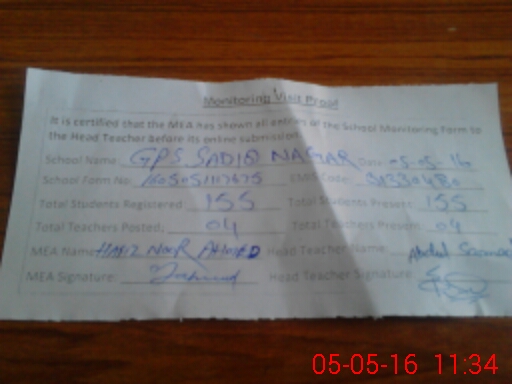 Monitoring Visit Proof
It is certified that the MEA has shown all entries of the School Monitoring Form to
the Head Teacher before its online submission
School Name GPS SADIQ NAGAR Date 05-05-16
School Form No EMIS Code: 31330480
Total Students Registered 155 Total Students Present 155
Total Teachers Posted: 04 Total Teachers Present 04
MEA Name HAFIZ NOOR AHMED Head Teacher Name: Abdul
MEA Signature: Head Teacher Signature
05-05-16 11:34